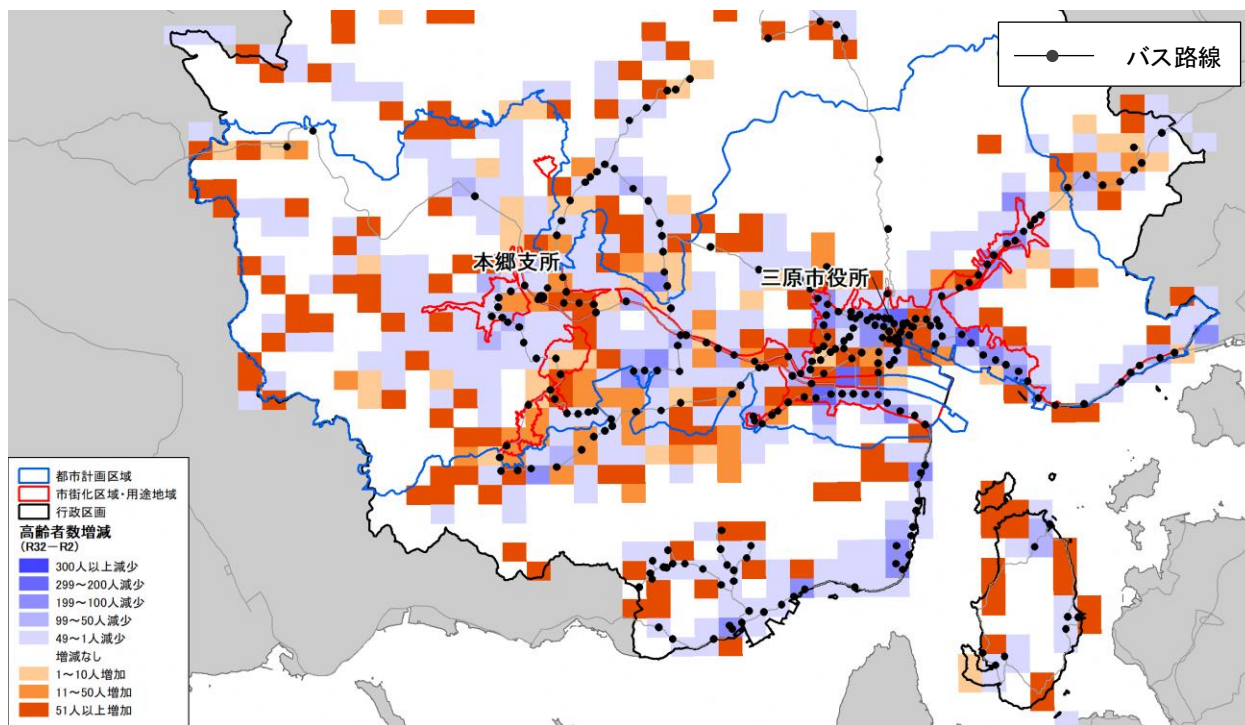 バス路線
本郷支所
三原市役所
都市計画区域
市街化区域・用途地域
行政区画
高齢者数増減
(R32－R2)
300人以上減少
299～200人減少
199～100人減少
99～50人減少
49～1人減少
増減なし
1～10人増加
11～50人増加
51人以上増加